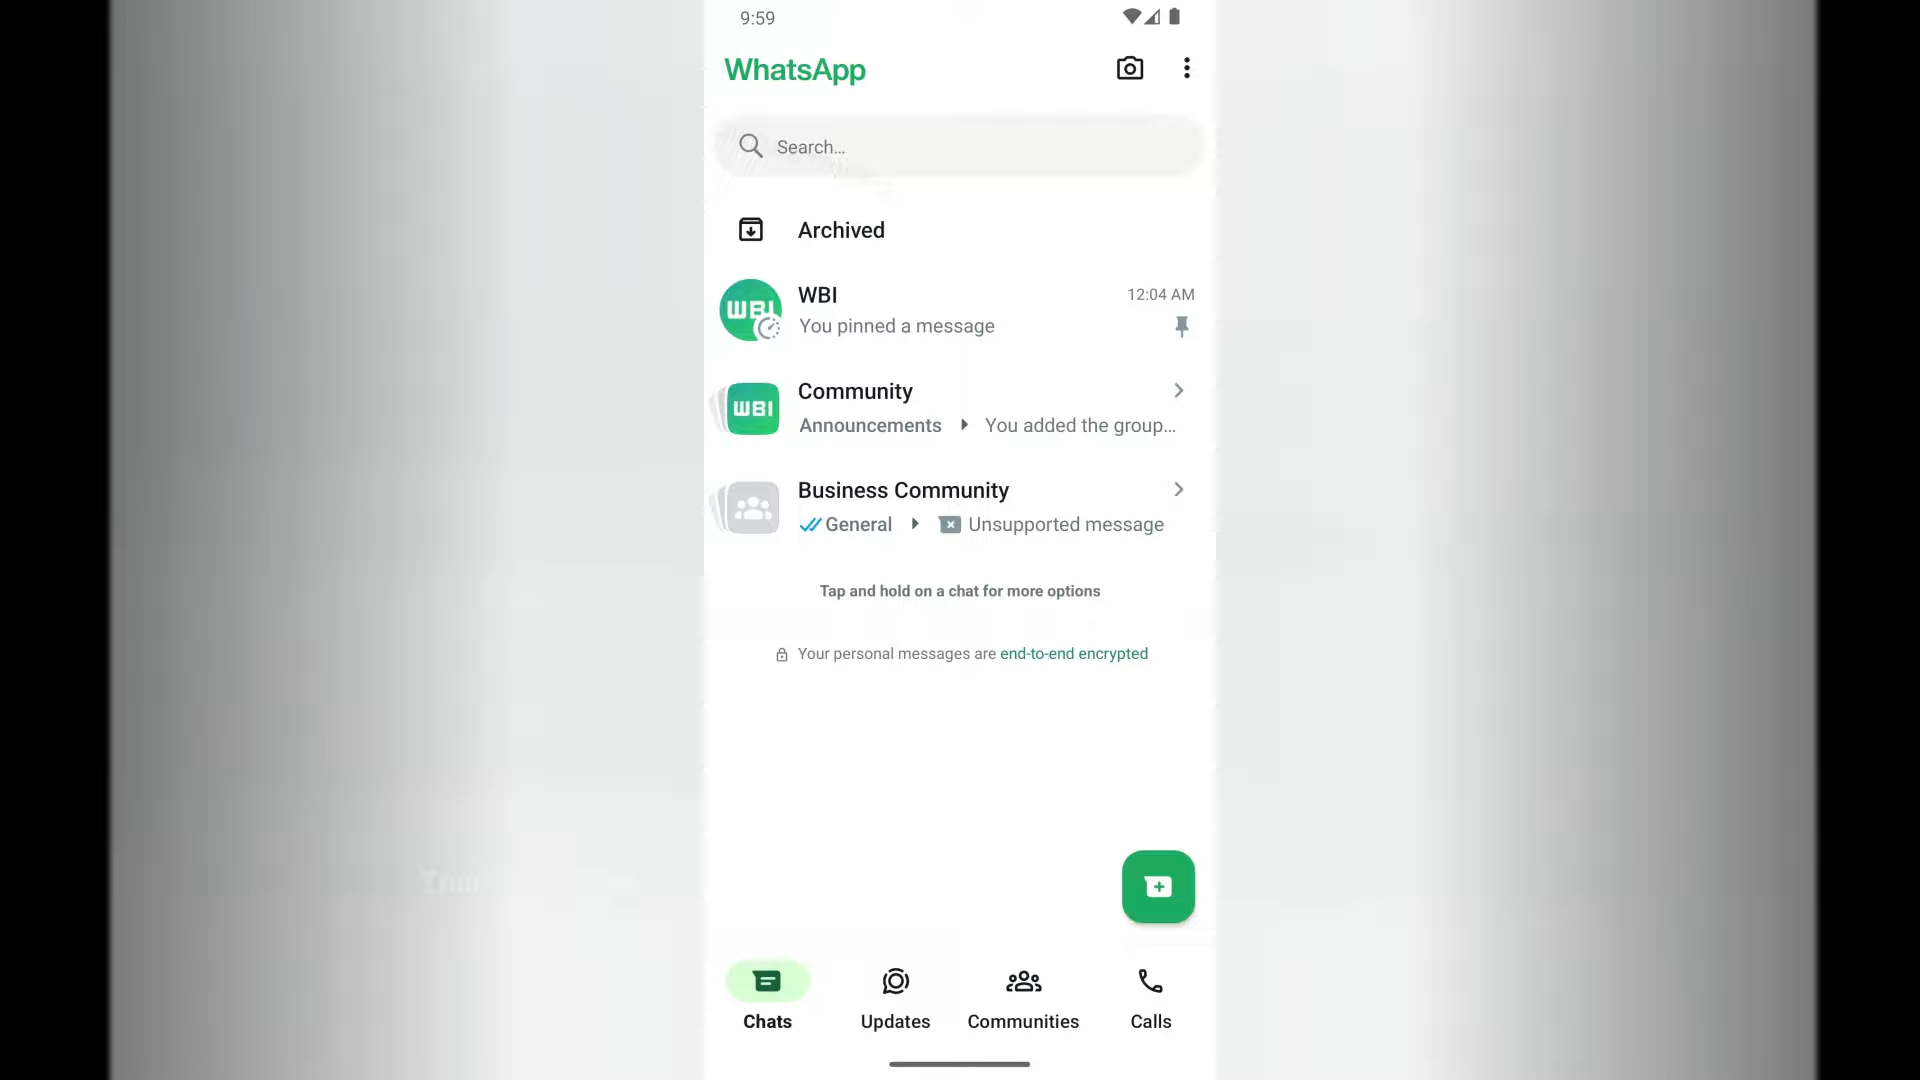 9:59
WhatsApp
Search...
Archived
WBI
WBI
12:04 AM
You pinned a message
WBI
Community
Announcements
You added the group...
Business Community
General
Unsupported message
Tap and hold on a chat for more options
Your personal messages are end-to-end encrypted
Chats
Updates
Communities
Calls